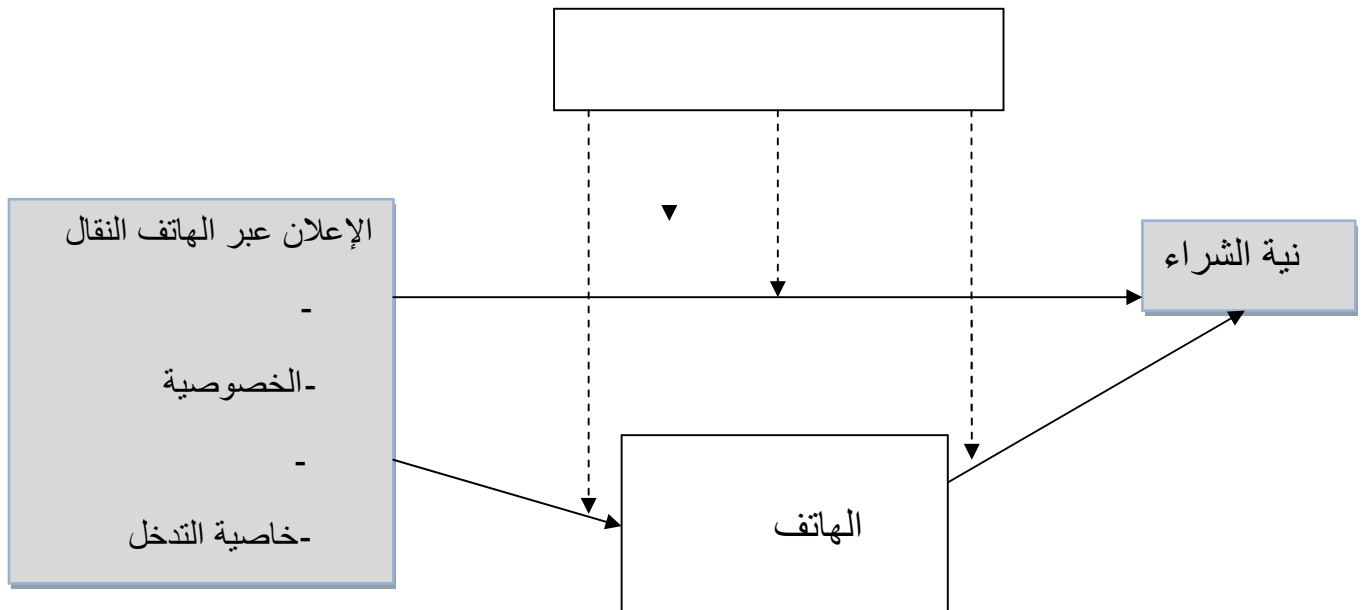 الإعلان عبر الهاتف النقال
-
-الخصوصية
-
-خاصية التدخل
نية الشراء
الهاتف